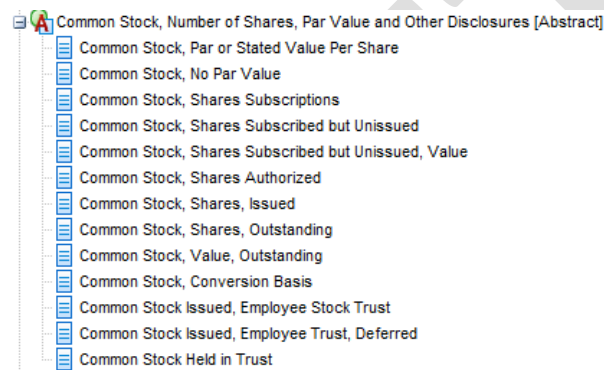 Common Stock, Number of Shares, Par Value and Other Disclosures [Abstract]
Common Stock, Par or Stated Value Per Share
Common Stock, No Par Value
Common Stock, Shares Subscriptions
Common Stock, Shares Subscribed but Unissued
Common Stock, Shares Subscribed but Unissued, Value
Common Stock, Shares Authorized
Common Stock, Shares, Issued
Common Stock, Shares, Outstanding
Common Stock, Value, Outstanding
Common Stock, Conversion Basis
Common Stock Issued, Employee Stock Trust
Common Stock Issued, Employee Trust, Deferred
Common Stock Held in Trust